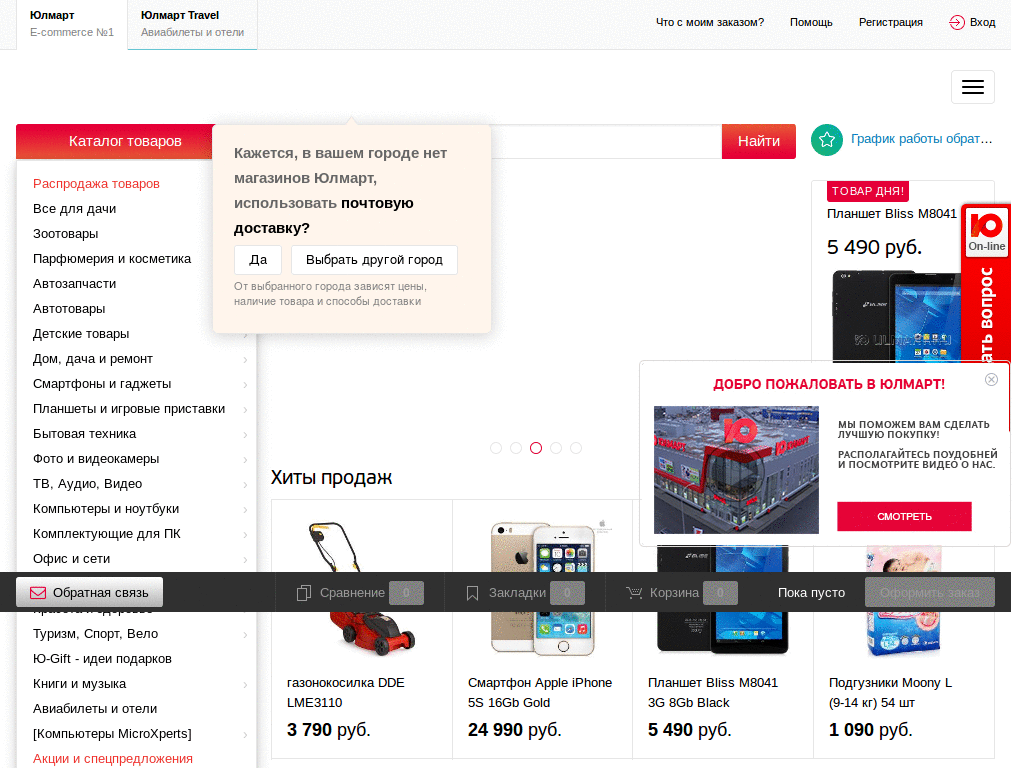 Юлмарт
E-commerce №1
Юлмарт Travel
Авиабилеты и отели
Что с моим заказом?
Помощь
Регистрация
Вход
Каталог товаров
Найти
График работы обрат...
Кажется, в вашем городе нет
магазинов Юлмарт,
использовать почтовую
доставку?
Да
Выбрать другой город
От выбранного города зависят цены,
наличие товара и способы доставки
Распродажа товаров
Все для дачи
Зоотовары
Парфюмерия и косметика
Автозапчасти
Автотовары
Детские товары
Дом, дача и ремонт
Смартфоны и гаджеты
Планшеты и игровые приставки
Бытовая техника
Фото и видеокамеры
ТВ, Аудио, Видео
Компьютеры и ноутбуки
Комплектующие для ПК
Офис и сети
Туризм, Спорт, Вело
Ю-Gift - идеи подарков
Книги и музыка
Авиабилеты и отели
[Компьютеры MicroXperts]
Акции и спецпредложения
ТОВАР ДНЯ!
Планшет Bliss M8041
5 490 руб.
Ю
On-line
ать вопрос
ДОБРО ПОЖАЛОВАТЬ В ЮЛМАРТ!
МЫ ПОМОЖЕМ ВАМ СДЕЛАТЬ
ЛУЧШУЮ ПОКУПКУ!
РАСПОЛАГАЙТЕСЬ ПОУДОБНЕЙ
И ПОСМОТРИТЕ ВИДЕО О НАС.
СМОТРЕТЬ
Хиты продаж
Обратная связь
Сравнение
0
Закладки
0
Корзина
0
Пока пусто
Оформить заказ
газонокосилка DDE
LME3110
3 790 руб.
Смартфон Apple iPhone
5S 16Gb Gold
24 990 руб.
Планшет Bliss M8041
3G 8Gb Black
5 490 руб.
Подгузники Moony L
(9-14 кг) 54 шт
1 090 руб.